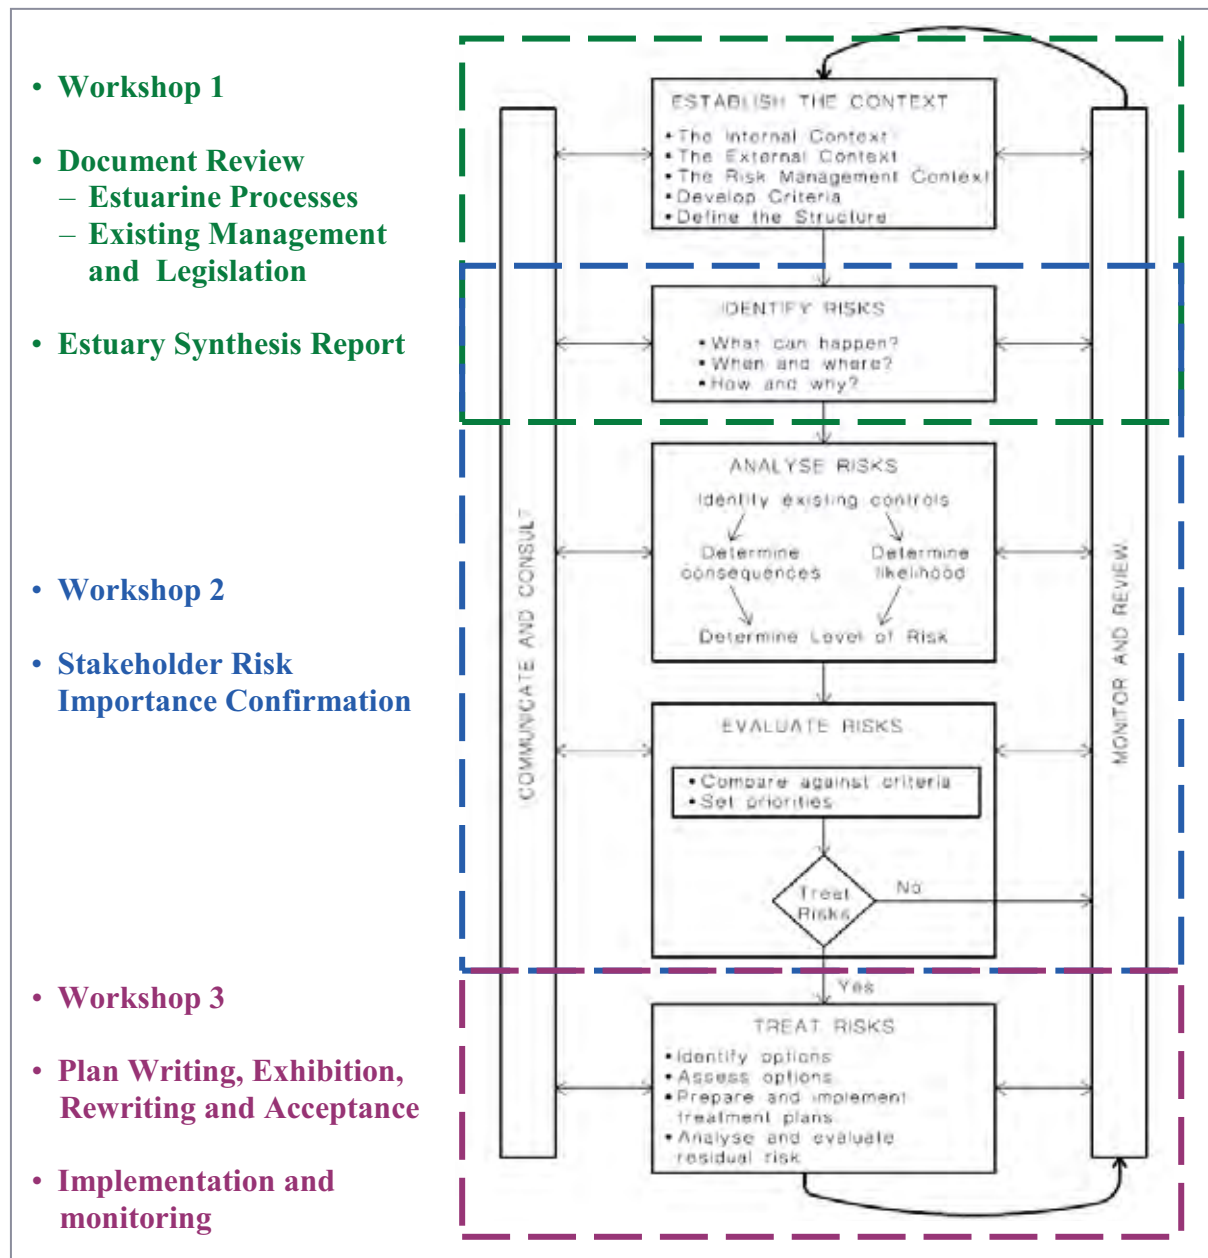 • Workshop 1
• Document Review
– Estuarine Processes
– Existing Management
and Legislation
• Estuary Synthesis Report
• Workshop 2
• Stakeholder Risk
Importance Confirmation
• Workshop 3
• Plan Writing, Exhibition,
Rewriting and Acceptance
• Implementation and
monitoring
COMMUNICATE AND CONSULT
ESTABLISH THE CONTEXT
• The Internal Context
• The External Context
• The Risk Management Context
• Develop Criteria
• Define the Structure
IDENTIFY RISKS
• What can happen?
• When and where?
• How and why?
ANALYSE RISKS
Identify existing controls
Determine
consequences
Determine
likelihood
Determine Level of Risk
EVALUATE RISKS
• Compare against criteria
• Set priorities
Treat
Risks
No
Yes
TREAT RISKS
• Identify options
• Assess options
• Prepare and implement
treatment plans
• Analyse and evaluate
residual risk
MONITOR AND REVIEW